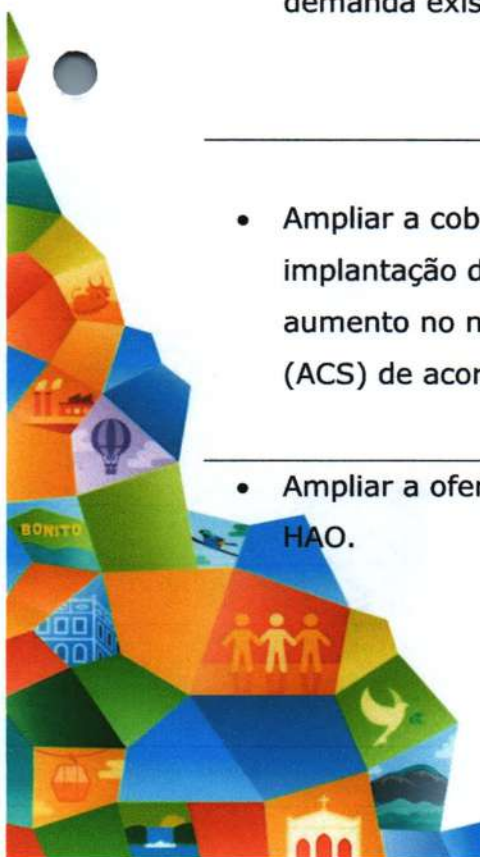 demanda exis
• Ampliar a cob
implantação d
aumento no n
(ACS) de acor
• Ampliar a ofer
HAO.
BONITO